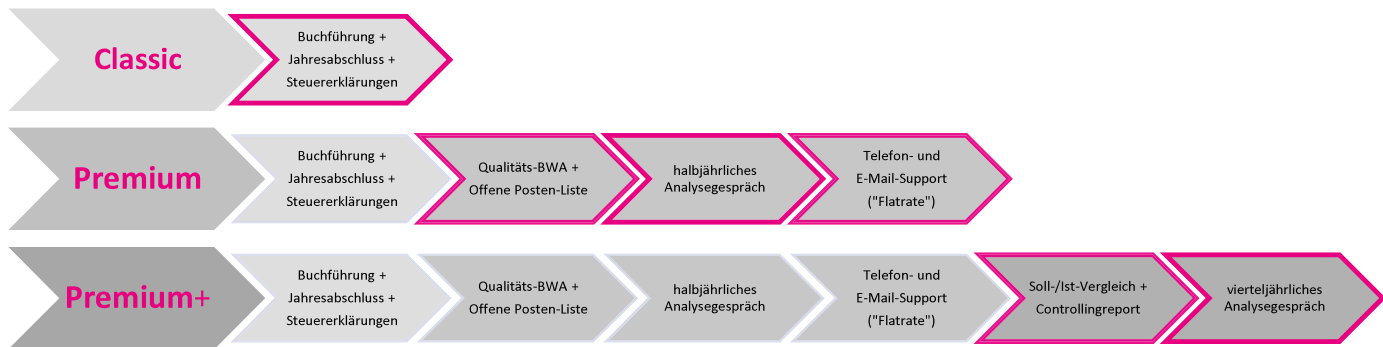 Classic
Buchführung +
Jahresabschluss +
Steuererklärungen
Premium
Buchführung +
Jahresabschluss +
Steuererklärungen
Qualitäts-BWA +
Offene Posten-Liste
halbjährliches
Analysegespräch
Telefon- und
E-Mail-Support
("Flatrate")
Premium+
Buchführung +
Jahresabschluss +
Steuererklärungen
Qualitäts-BWA +
Offene Posten-Liste
halbjährliches
Analysegespräch
Telefon- und
E-Mail-Support
("Flatrate")
Soll-/Ist-Vergleich +
Controllingreport
vierteljährliches
Analysegespräch